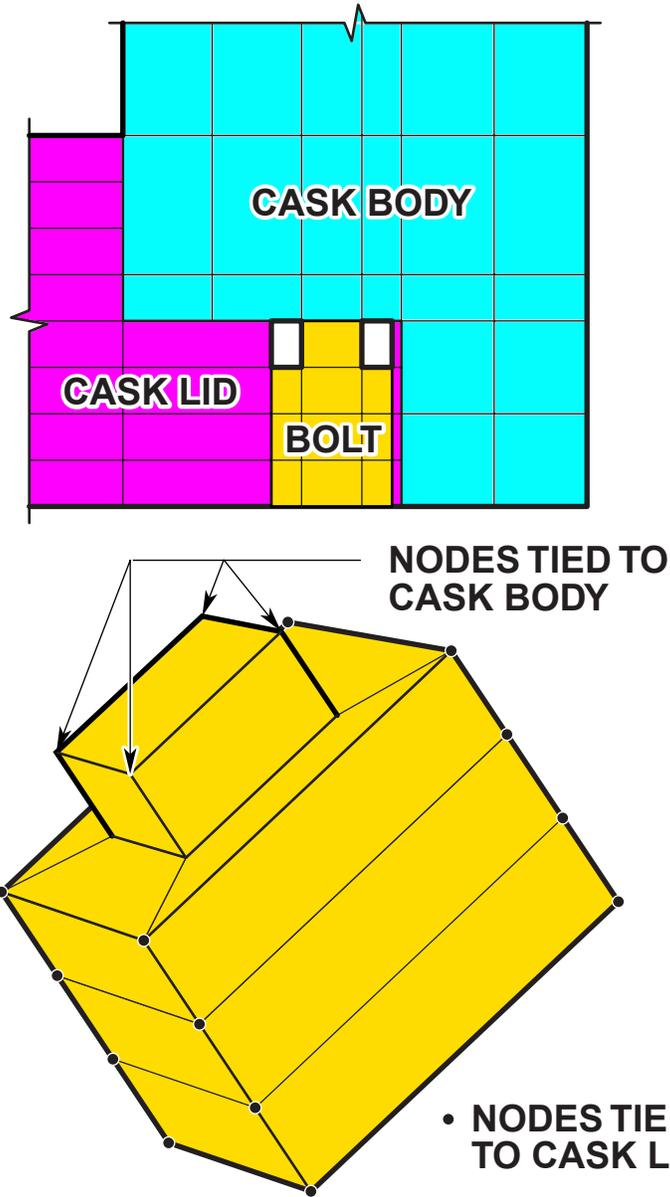 CASK BODY
CASK LID
BOLT
NODES TIED TO
CASK BODY
• NODES TIE
TO CASK L